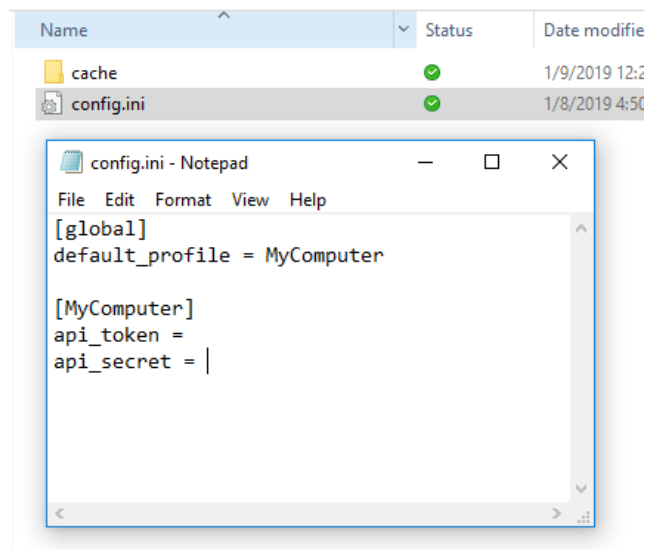 Name Status Date modifie
cache 1/9/2019 12:2
config.ini 1/8/2019 4:50
config.ini - Notepad
File Edit Format View Help
[global]
default_profile = MyComputer
[MyComputer]
api_token =
api_secret =